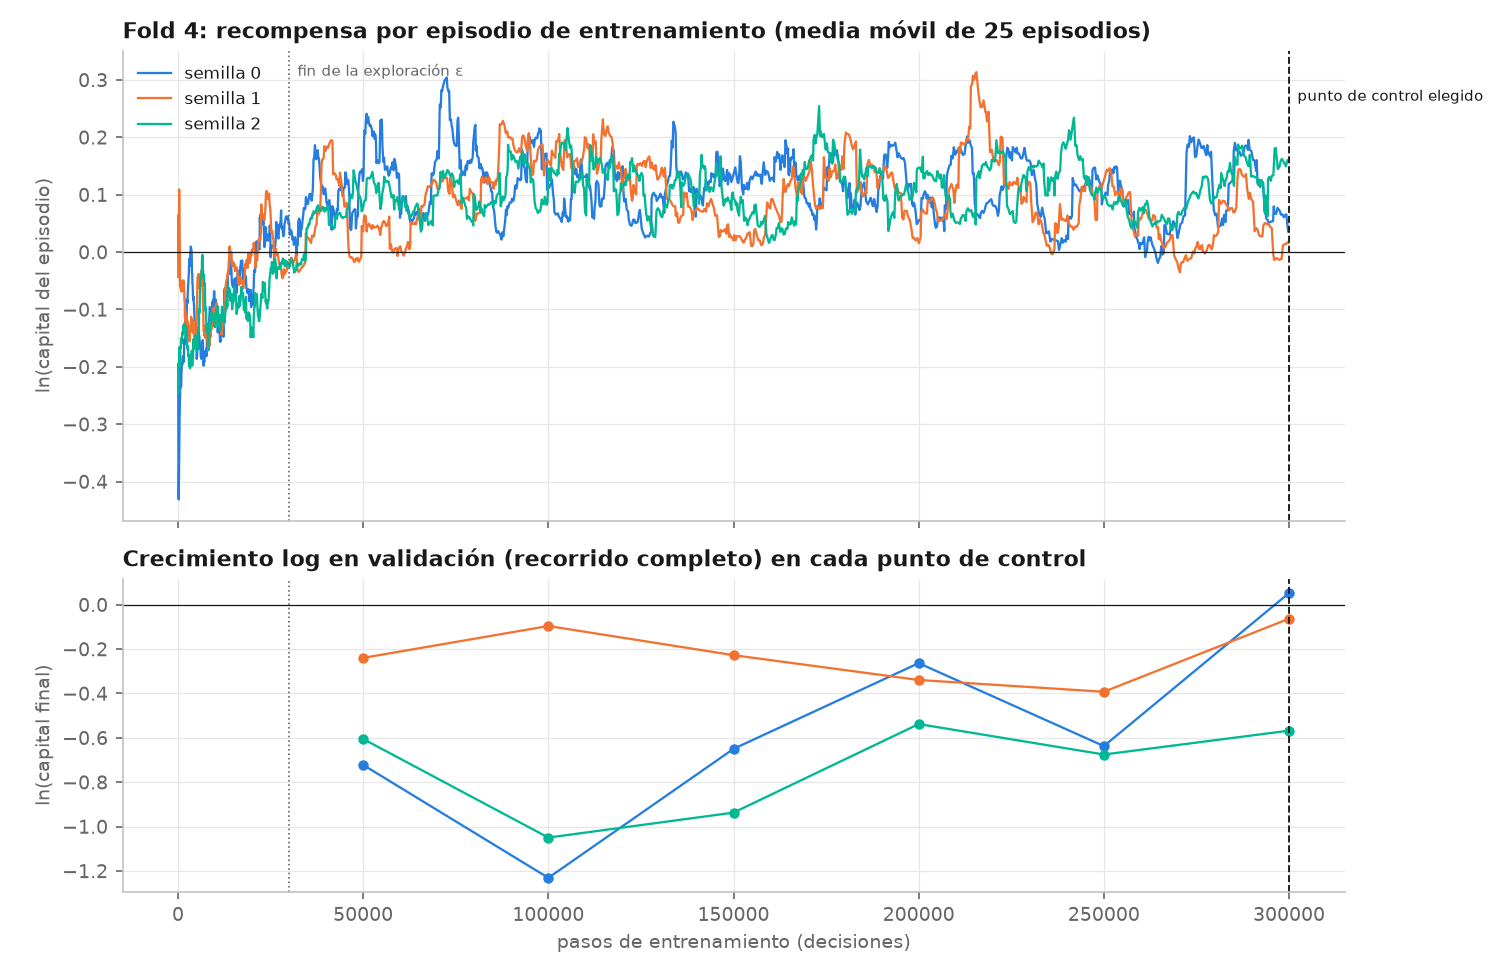 Fold 4: recompensa por episodio de entrenamiento (media móvil de 25 episodios)
semilla 0
semilla 1
semilla 2
fin de la exploración ε
punto de control elegido
ln(capital del episodio)
0.3
0.2
0.1
0.0
−0.1
−0.2
−0.3
−0.4
Crecimiento log en validación (recorrido completo) en cada punto de control
ln(capital final)
0.0
−0.2
−0.4
−0.6
−0.8
−1.0
−1.2
0
50000
100000
150000
200000
250000
300000
pasos de entrenamiento (decisiones)